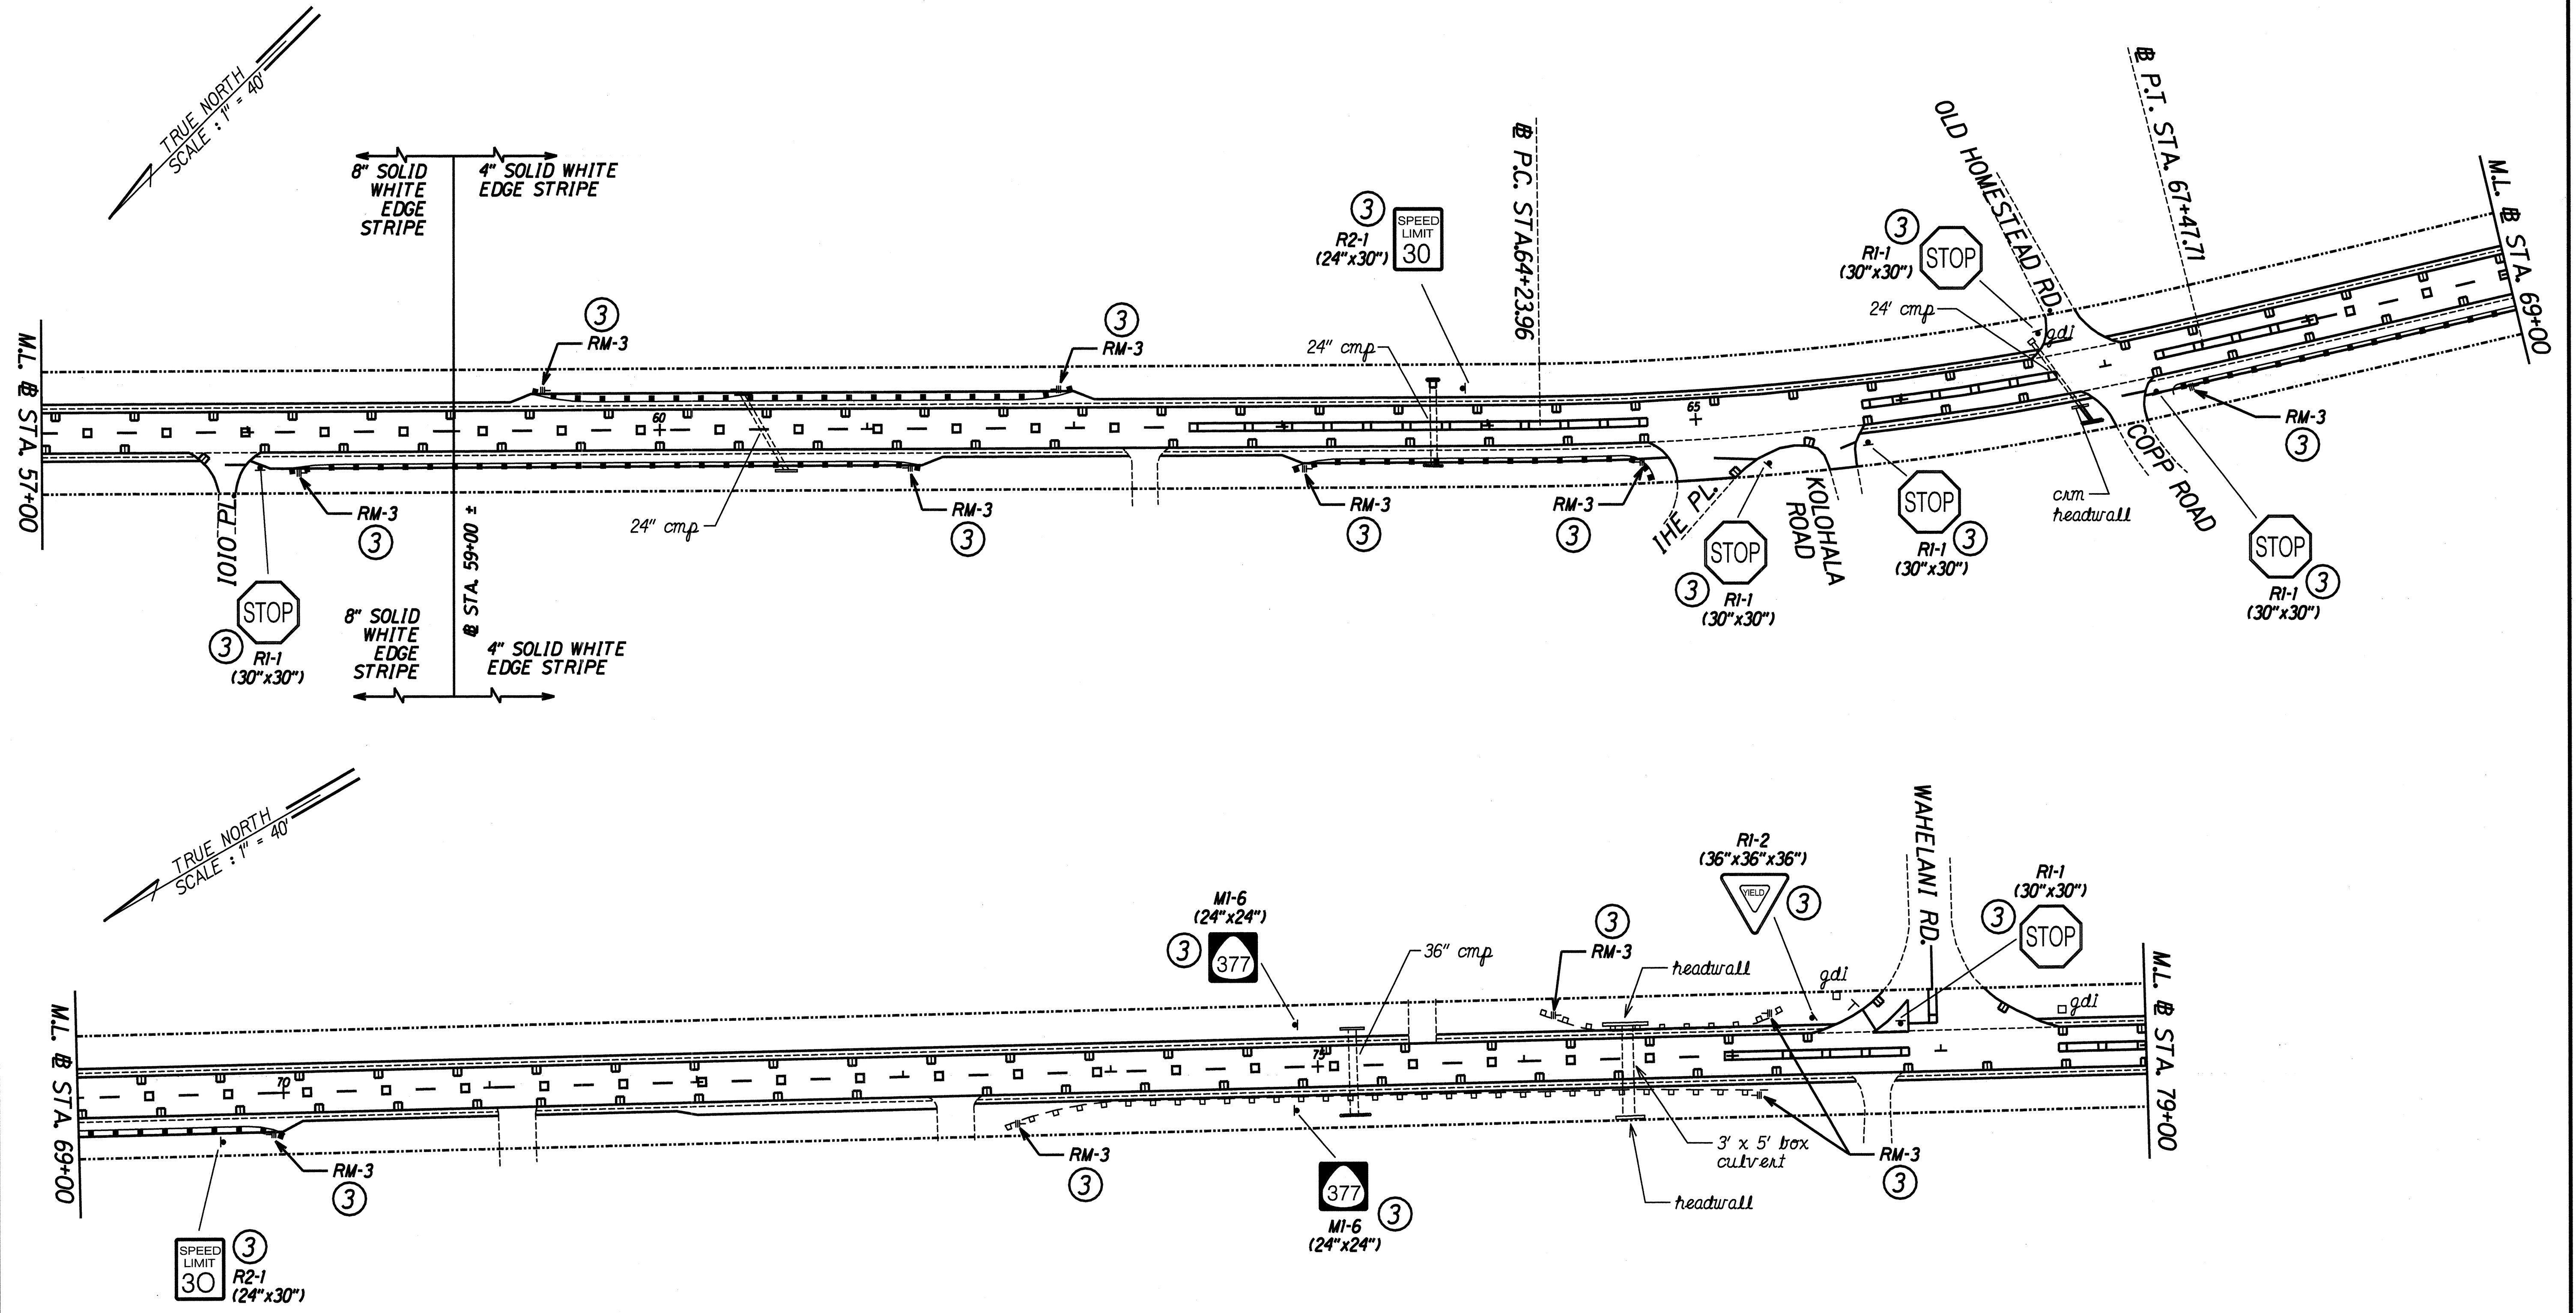 TRUE NORTH
SCALE : 1" = 40'
8" SOLID
WHITE
EDGE
STRIPE
4" SOLID WHITE
EDGE STRIPE
M.L. ℄ STA. 57+00
3
RM-3
3
RM-3
60
24" cmp
3
R2-1
(24"x30")
SPEED
LIMIT
30
24" cmp
℄ P.C. STA.64+23.96
65
3
R1-1
(30"x30")
STOP
24' cmp
OLD HOMESTEAD RD.
gdi
℄ P.T. STA. 67+47.71
M.L. ℄ STA. 69+00
IOIO PL.
STOP
3
R1-1
(30"x30")
RM-3
3
8" SOLID
WHITE
EDGE
STRIPE
℄ STA. 59+00 ±
4" SOLID WHITE
EDGE STRIPE
RM-3
3
RM-3
3
RM-3
3
IHE PL.
STOP
3
R1-1
(30"x30")
KOLOHALA
ROAD
STOP
R1-1
3
(30"x30")
crm
headwall
COPP ROAD
STOP
R1-1
3
(30"x30")
RM-3
3
TRUE NORTH
SCALE : 1" = 40'
M.L. ℄ STA. 69+00
70
SPEED
LIMIT
30
3
R2-1
(24"x30")
RM-3
3
RM-3
3
M1-6
(24"x24")
3
377
75
36" cmp
377
3
M1-6
(24"x24")
3
RM-3
headwall
3' x 5' box
culvert
headwall
R1-2
(36"x36"x36")
YIELD
3
gdi
WAHELANI RD.
R1-1
(30"x30")
3
STOP
gdi
RM-3
3
M.L. ℄ STA. 79+00